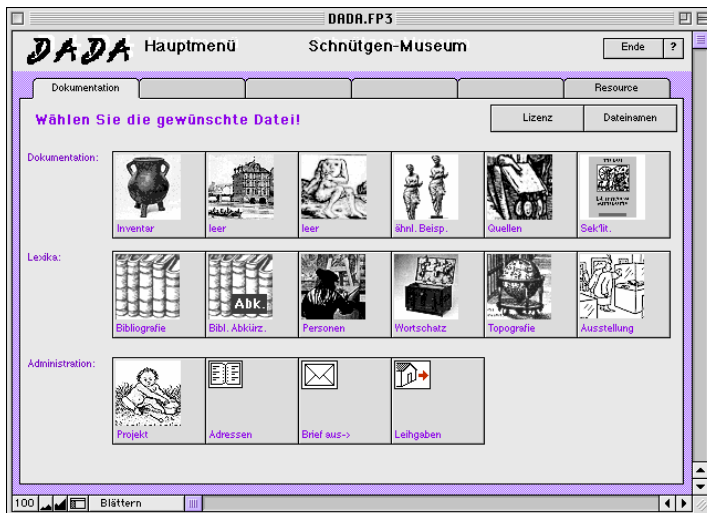 DADA.FP3
DADA Hauptmenü Schnütgen-Museum Ende ?
Dokumentation Resource
Wählen Sie die gewünschte Datei! Lizenz Dateinamen
Dokumentation:
Inventar leer leer ähnl. Beisp. Quellen Sek'lit.
Lexika:
Abk.
Bibliografie Bibl. Abkürz. Personen Wortschatz Topografie Ausstellung
Administration:
Projekt Adressen Brief aus-> Leihgaben
100 Blättern